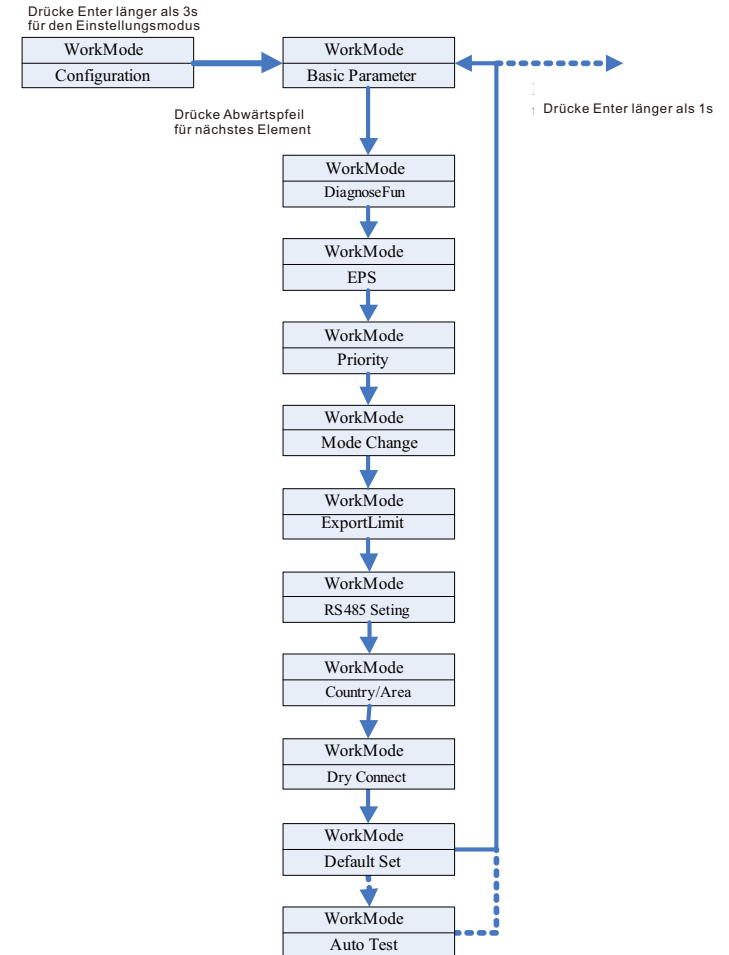 Drücke Enter länger als 3s
für den Einstellungsmodus
WorkMode
Configuration
WorkMode
Basic Parameter
Drücke Enter länger als 1s
Drücke Abwärtspfeil
für nächstes Element
WorkMode
DiagnoseFun
WorkMode
EPS
WorkMode
Priority
WorkMode
Mode Change
WorkMode
ExportLimit
WorkMode
RS485 Seting
WorkMode
Country/Area
WorkMode
Dry Connect
WorkMode
Default Set
WorkMode
Auto Test